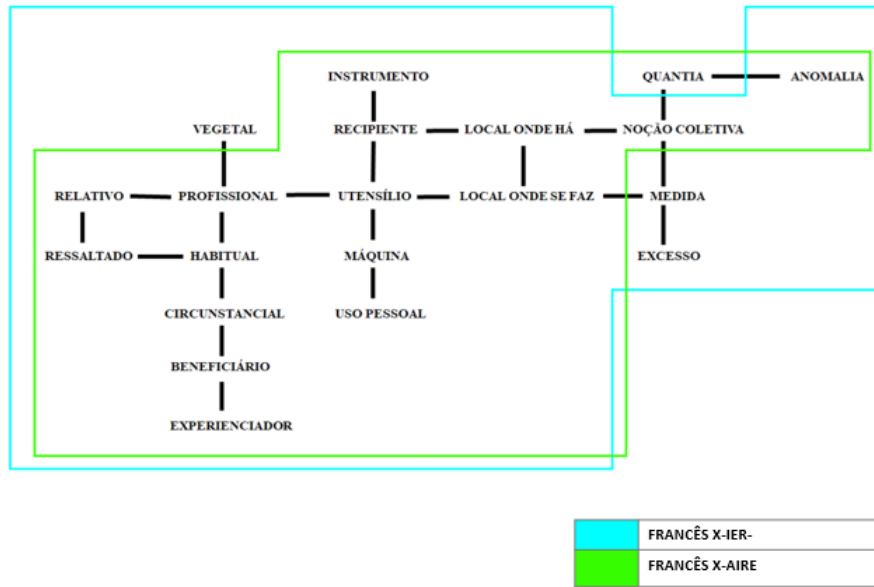 INSTRUMENTO
QUANTIA
ANOMALIA
VEGETAL
RECIPIENTE
LOCAL ONDE HÁ
NOÇÃO COLETIVA
RELATIVO
PROFISSIONAL
UTENSÍLIO
LOCAL ONDE SE FAZ
MEDIDA
RESSALTADO
HABITUAL
MÁQUINA
EXCESSO
CIRCUNSTANCIAL
USO PESSOAL
BENEFICIÁRIO
EXPERIENCIADOR
FRANCÊS X-IER-
FRANCÊS X-AIRE